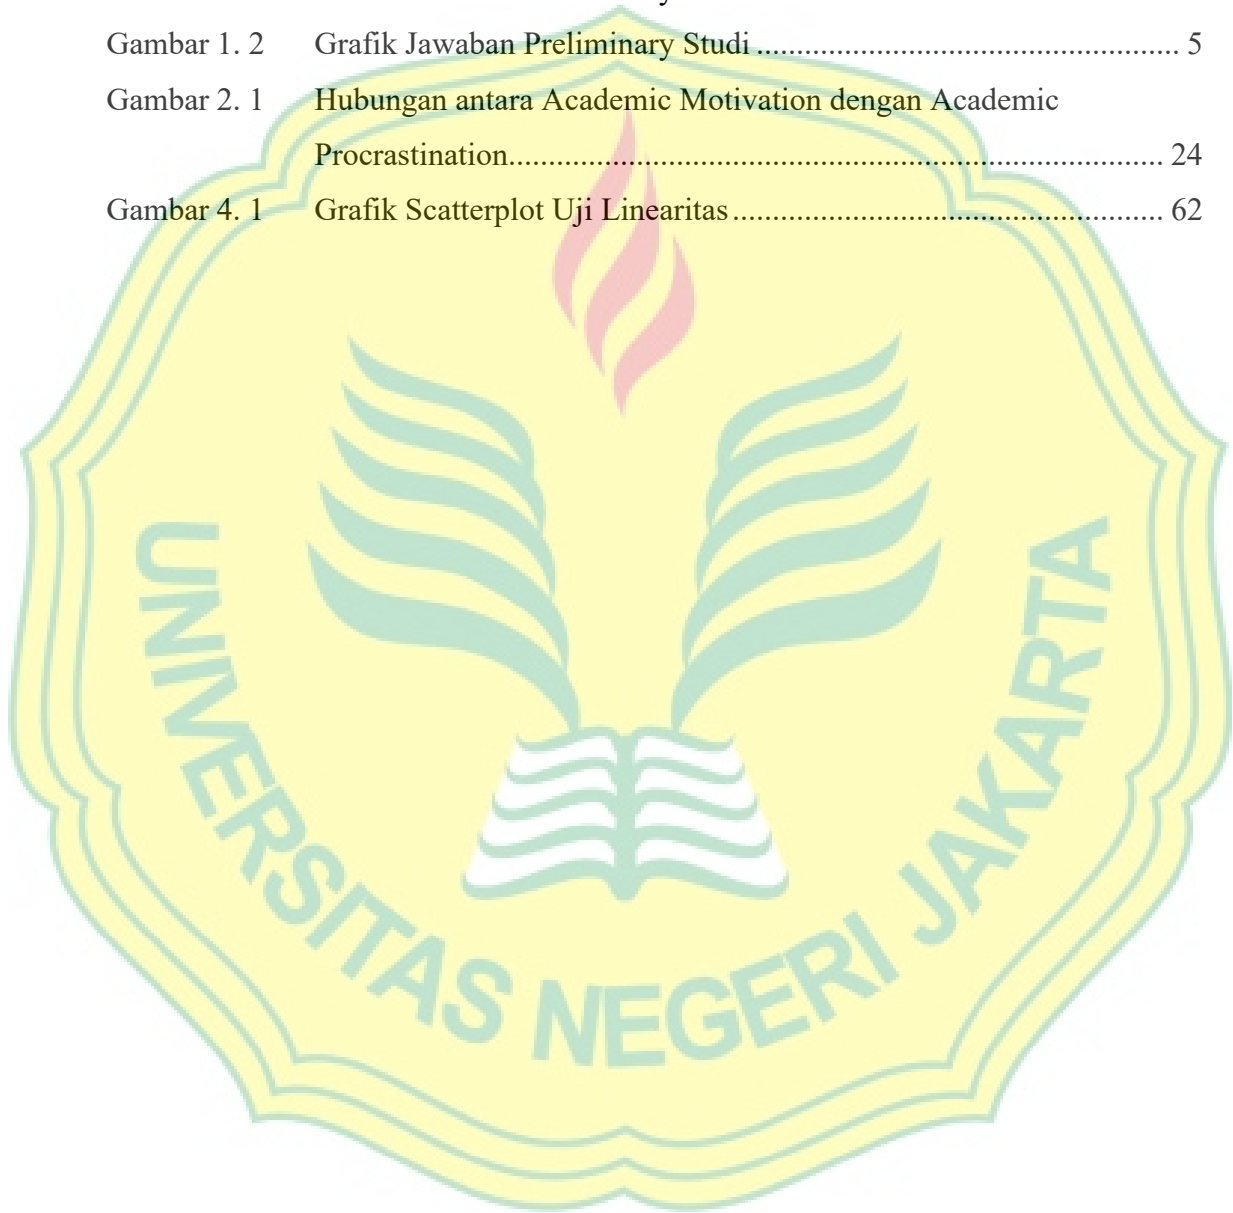 Gambar 1. 2 Grafik Jawaban Preliminary Studi ..................................................... 5
Gambar 2. 1 Hubungan antara Academic Motivation dengan Academic
Procrastination.................................................................................. 24
Gambar 4. 1 Grafik Scatterplot Uji Linearitas ...................................................... 62
UNIVERSITAS NEGERI JAKARTA